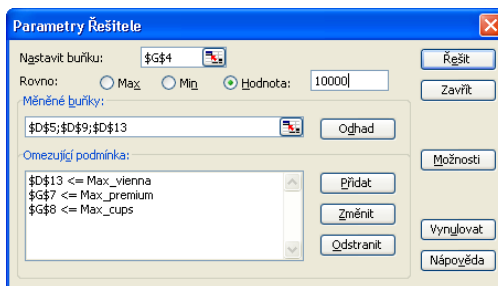 Parametry Řešitele
Nastavit buňku: $G$4 Řešit
Rovno: Max Min Hodnota: 10000 Zavřít
Měněné buňky:
$D$5;$D$9;$D$13 Odhad
Omezující podmínka: Možnosti
$D$13 <= Max_vienna Přidat
$G$7 <= Max_premium
$G$8 <= Max_cups Změnit
Vynulovat
Odstranit
Nápověda